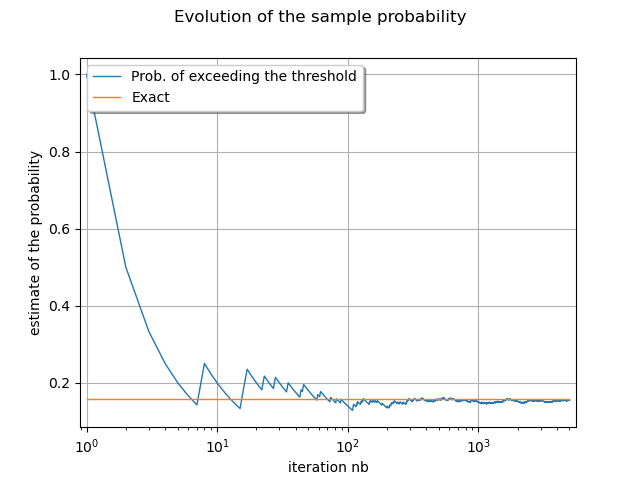 Evolution of the sample probability
Prob. of exceeding the threshold
Exact
estimate of the probability
1.0
0.8
0.6
0.4
0.2
10^0
10^1
10^2
10^3
iteration nb